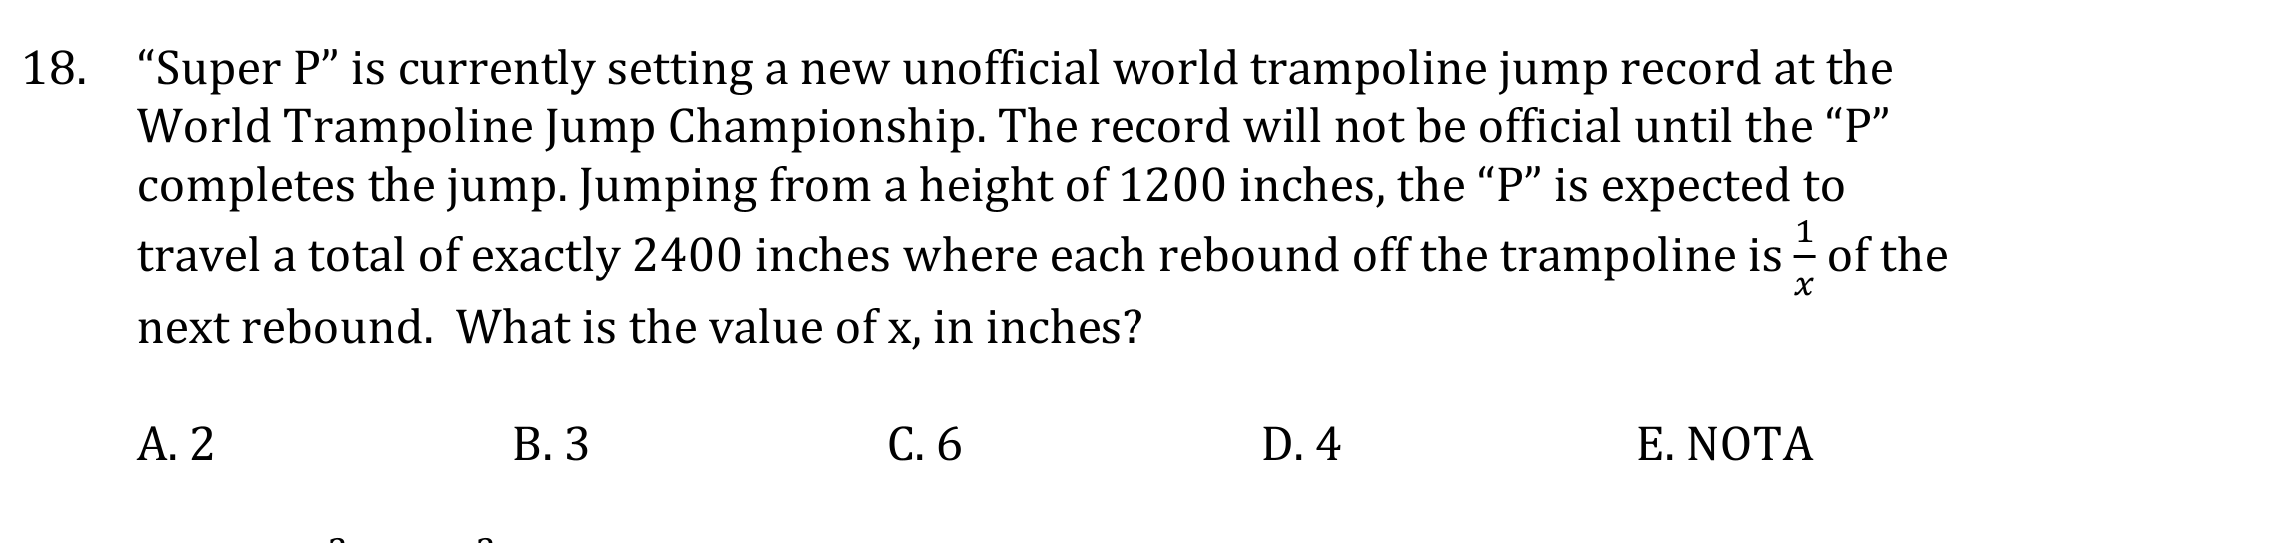 18. “Super P” is currently setting a new unofficial world trampoline jump record at the
World Trampoline Jump Championship. The record will not be official until the “P”
completes the jump. Jumping from a height of 1200 inches, the “P” is expected to
travel a total of exactly 2400 inches where each rebound off the trampoline is 1/x of the
next rebound.  What is the value of x, in inches?
A. 2 B. 3 C. 6 D. 4 E. NOTA